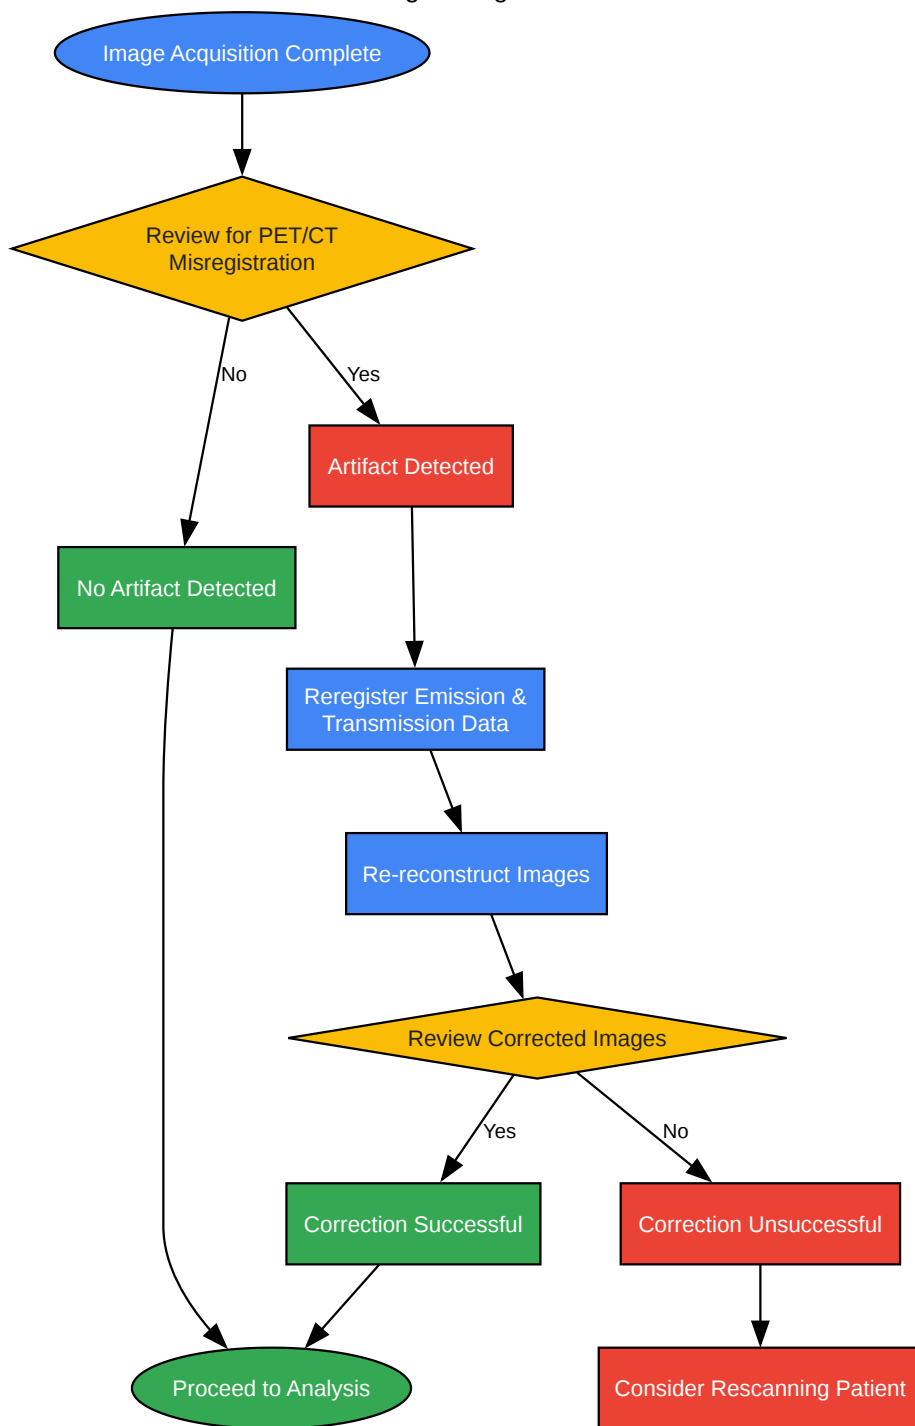 Image Acquisition Complete
Review for PET/CT
Misregistration
No
Yes
Artifact Detected
No Artifact Detected
Reregister Emission &
Transmission Data
Re-reconstruct Images
Review Corrected Images
Yes
No
Correction Successful
Correction Unsuccessful
Proceed to Analysis
Consider Rescanning Patient